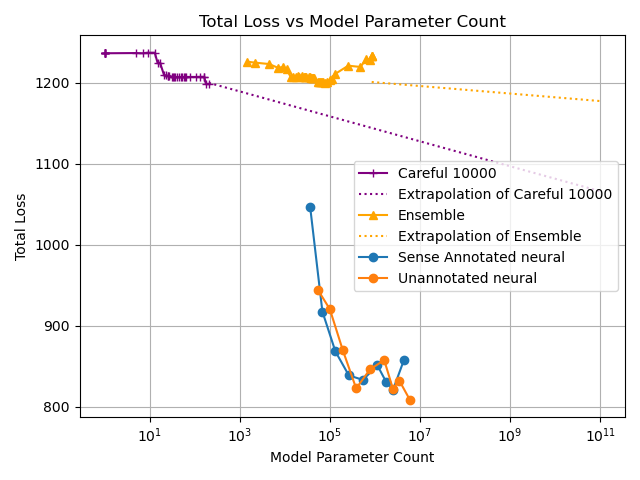 Total Loss vs Model Parameter Count
Total Loss
1200
1100
1000
900
800
Careful 10000
Extrapolation of Careful 10000
Ensemble
Extrapolation of Ensemble
Sense Annotated neural
Unannotated neural
10^1 10^3 10^5 10^7 10^9 10^11
Model Parameter Count